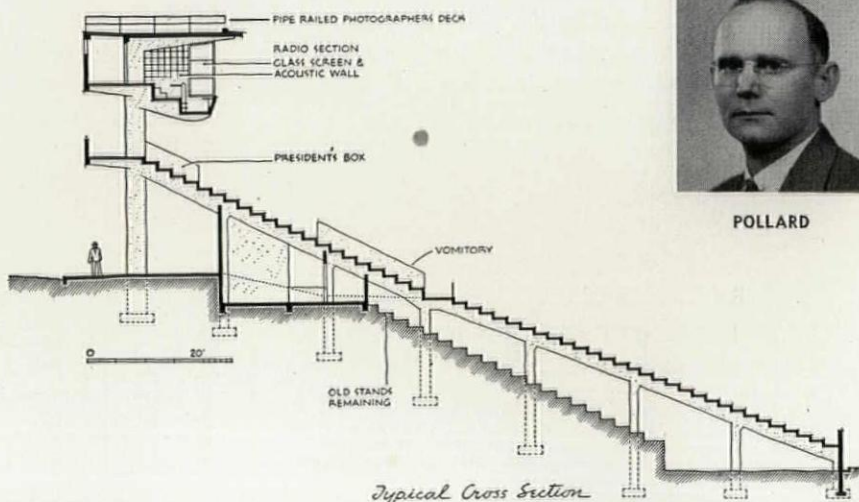 PIPE RAILED PHOTOGRAPHERS DECK
RADIO SECTION
GLASS SCREEN &
ACOUSTIC WALL
PRESIDENT'S BOX
POLLARD
VOMITORY
0 20'
OLD STANDS
REMAINING
Typical Cross Section